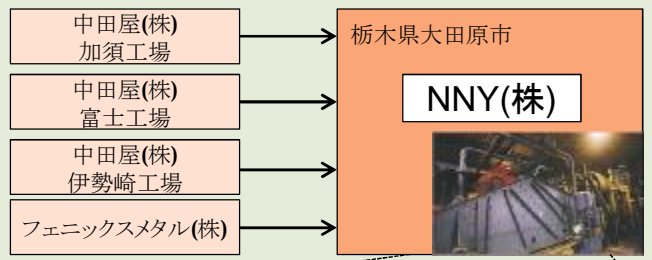 中田屋(株)
加須工場
中田屋(株)
富士工場
中田屋(株)
伊勢崎工場
フェニックスメタル(株)
栃木県大田原市
NNY(株)